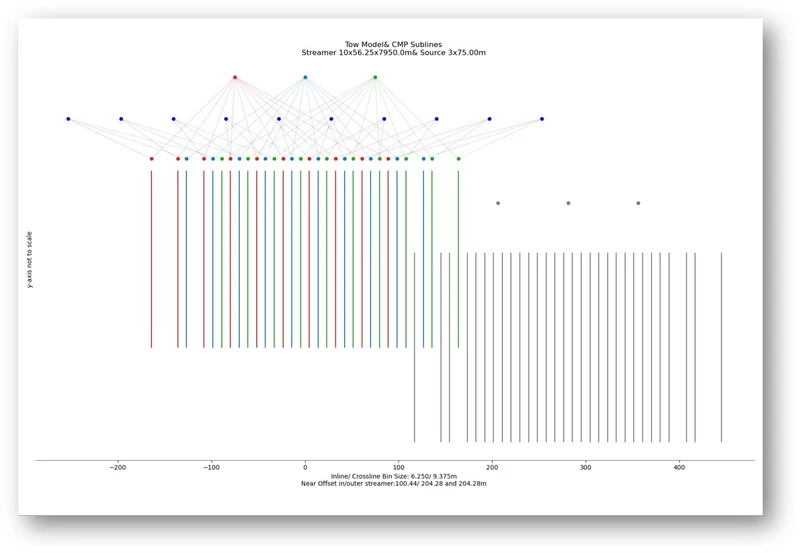 Tow Model& CMP Sublines
Streamer 10x56.25x7950.0m& Source 3x75.00m
y-axis not to scale
−200
−100
0
100
200
300
400
Inline/ Crossline Bin Size: 6.250/ 9.375m
Near Offset in/outer streamer:100.44/ 204.28 and 204.28m